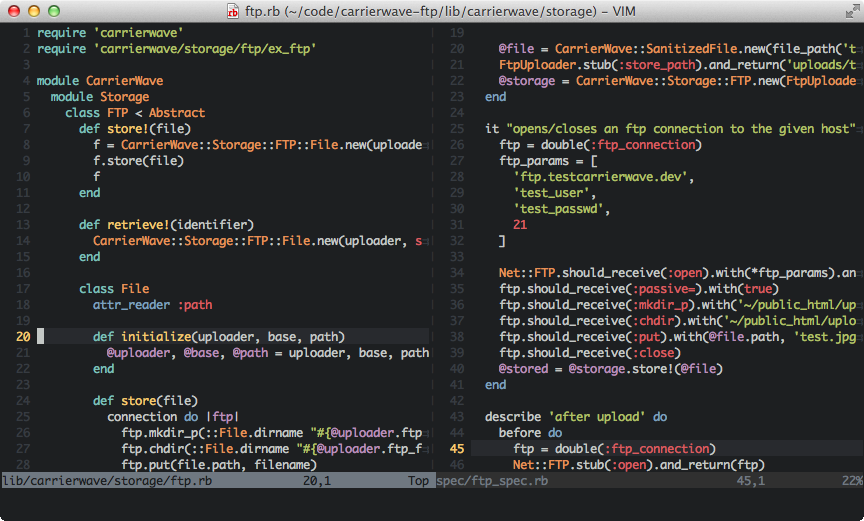 ftp.rb (~/code/carrierwave-ftp/lib/carrierwave/storage) – VIM
1 require 'carrierwave'
2 require 'carrierwave/storage/ftp/ex_ftp'
3
4 module CarrierWave
5 module Storage
6 class FTP < Abstract
7 def store!(file)
8 f = CarrierWave::Storage::FTP::File.new(uploade
9 f.store(file)
10 f
11 end
12
13 def retrieve!(identifier)
14 CarrierWave::Storage::FTP::File.new(uploader, s
15 end
16
17 class File
18 attr_reader :path
19
20 def initialize(uploader, base, path)
21 @uploader, @base, @path = uploader, base, path
22 end
23
24 def store(file)
25 connection do |ftp|
26 ftp.mkdir_p(::File.dirname "#{@uploader.ftp
27 ftp.chdir(::File.dirname "#{@uploader.ftp_f
28 ftp.put(file.path, filename)
lib/carrierwave/storage/ftp.rb 20,1 Top
19
20 @file = CarrierWave::SanitizedFile.new(file_path('t
21 FtpUploader.stub(:store_path).and_return('uploads/t
22 @storage = CarrierWave::Storage::FTP.new(FtpUploade
23 end
24
25 it "opens/closes an ftp connection to the given host"
26 ftp = double(:ftp_connection)
27 ftp_params = [
28 'ftp.testcarrierwave.dev',
29 'test_user',
30 'test_passwd',
31 21
32 ]
33
34 Net::FTP.should_receive(:open).with(*ftp_params).an
35 ftp.should_receive(:passive=).with(true)
36 ftp.should_receive(:mkdir_p).with('~/public_html/up
37 ftp.should_receive(:chdir).with('~/public_html/uplo
38 ftp.should_receive(:put).with(@file.path, 'test.jpg
39 ftp.should_receive(:close)
40 @stored = @storage.store!(@file)
41 end
42
43 describe 'after upload' do
44 before do
45 ftp = double(:ftp_connection)
46 Net::FTP.stub(:open).and_return(ftp)
spec/ftp_spec.rb 45,1 22%